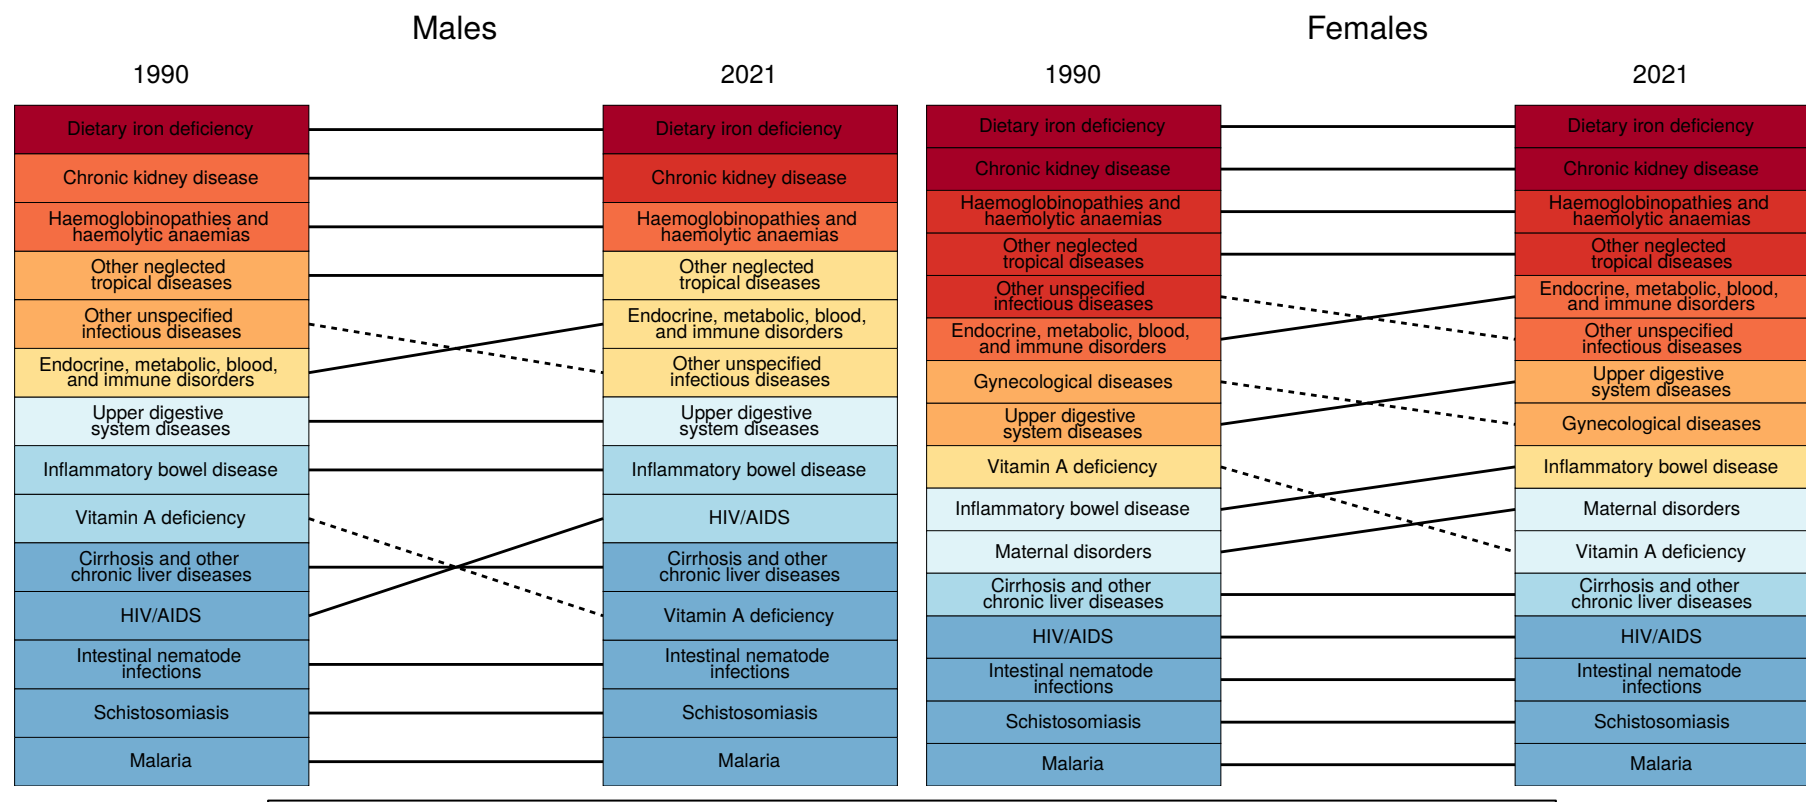 Males
Females
1990
2021
1990
2021
Dietary iron deficiency
Chronic kidney disease
Haemoglobinopathies and
haemolytic anaemias
Other neglected
tropical diseases
Other unspecified
infectious diseases
Endocrine, metabolic, blood,
and immune disorders
Upper digestive
system diseases
Inflammatory bowel disease
Vitamin A deficiency
Cirrhosis and other
chronic liver diseases
HIV/AIDS
Intestinal nematode
infections
Schistosomiasis
Malaria
Dietary iron deficiency
Chronic kidney disease
Haemoglobinopathies and
haemolytic anaemias
Other neglected
tropical diseases
Endocrine, metabolic, blood,
and immune disorders
Other unspecified
infectious diseases
Upper digestive
system diseases
Inflammatory bowel disease
HIV/AIDS
Cirrhosis and other
chronic liver diseases
Vitamin A deficiency
Intestinal nematode
infections
Schistosomiasis
Malaria
Dietary iron deficiency
Chronic kidney disease
Haemoglobinopathies and
haemolytic anaemias
Other neglected
tropical diseases
Other unspecified
infectious diseases
Endocrine, metabolic, blood,
and immune disorders
Gynecological diseases
Upper digestive
system diseases
Vitamin A deficiency
Inflammatory bowel disease
Maternal disorders
Cirrhosis and other
chronic liver diseases
HIV/AIDS
Intestinal nematode
infections
Schistosomiasis
Malaria
Dietary iron deficiency
Chronic kidney disease
Haemoglobinopathies and
haemolytic anaemias
Other neglected
tropical diseases
Endocrine, metabolic, blood,
and immune disorders
Other unspecified
infectious diseases
Upper digestive
system diseases
Gynecological diseases
Inflammatory bowel disease
Maternal disorders
Vitamin A deficiency
Cirrhosis and other
chronic liver diseases
HIV/AIDS
Intestinal nematode
infections
Schistosomiasis
Malaria